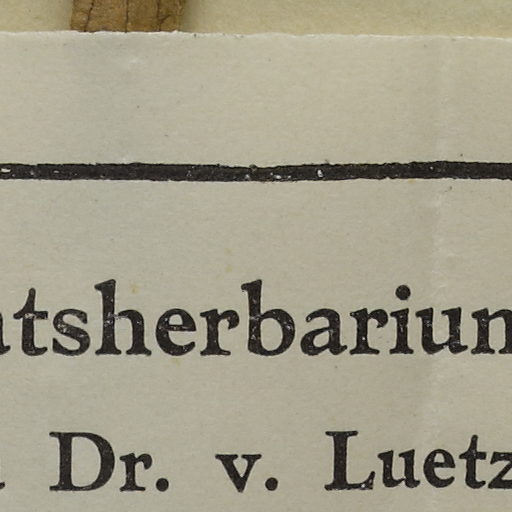 atsherbarium
Dr. v. Luetz